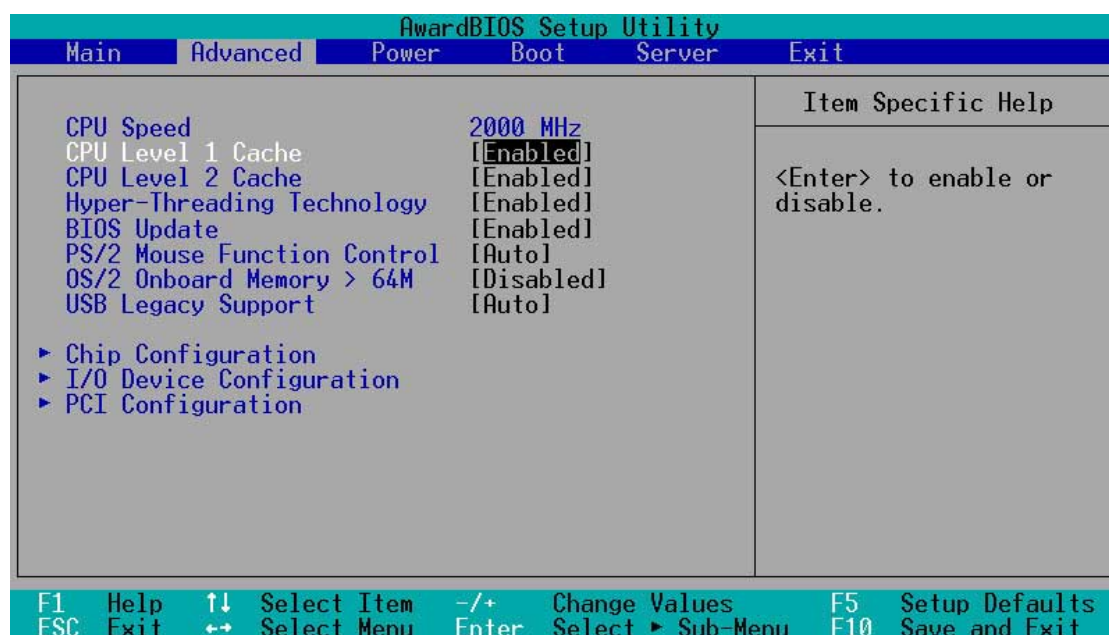 AwardBIOS Setup Utility
Main Advanced Power Boot Server Exit
Item Specific Help
CPU Speed 2000 MHz
CPU Level 1 Cache [Enabled]
CPU Level 2 Cache [Enabled] <Enter> to enable or
Hyper-Threading Technology [Enabled] disable.
BIOS Update [Enabled]
PS/2 Mouse Function Control [Auto]
OS/2 Onboard Memory > 64M [Disabled]
USB Legacy Support [Auto]
► Chip Configuration
► I/O Device Configuration
► PCI Configuration
F1 Help ↑↓ Select Item -/+ Change Values F5 Setup Defaults
ESC Exit ←→ Select Menu Enter Select ► Sub-Menu F10 Save and Exit